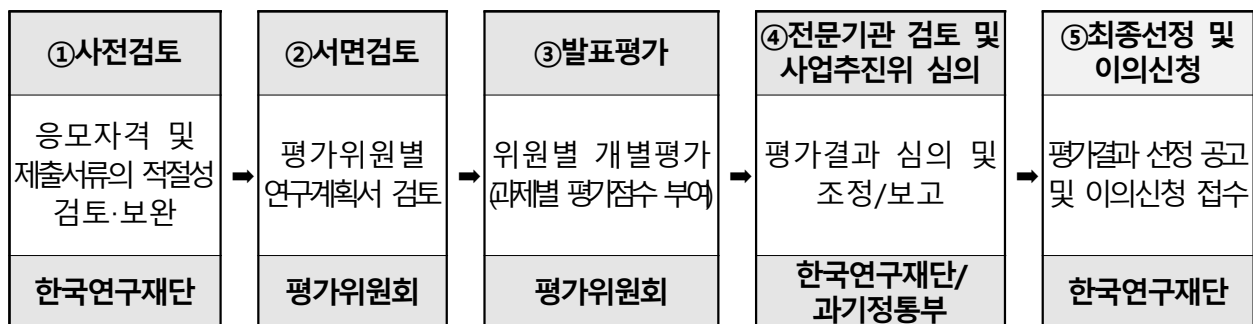 ①사전검토
응모자격 및
제출서류의 적절성
검토·보완
한국연구재단
➡
②서면검토
평가위원별
연구계획서 검토
평가위원회
➡
③발표평가
위원별 개별평가
(과제별 평가점수 부여)
평가위원회
➡
④전문기관 검토 및
사업추진위 심의
평가결과 심의 및
조정/보고
한국연구재단/
과기정통부
➡
⑤최종선정 및
이의신청
평가결과 선정 공고
및 이의신청 접수
한국연구재단